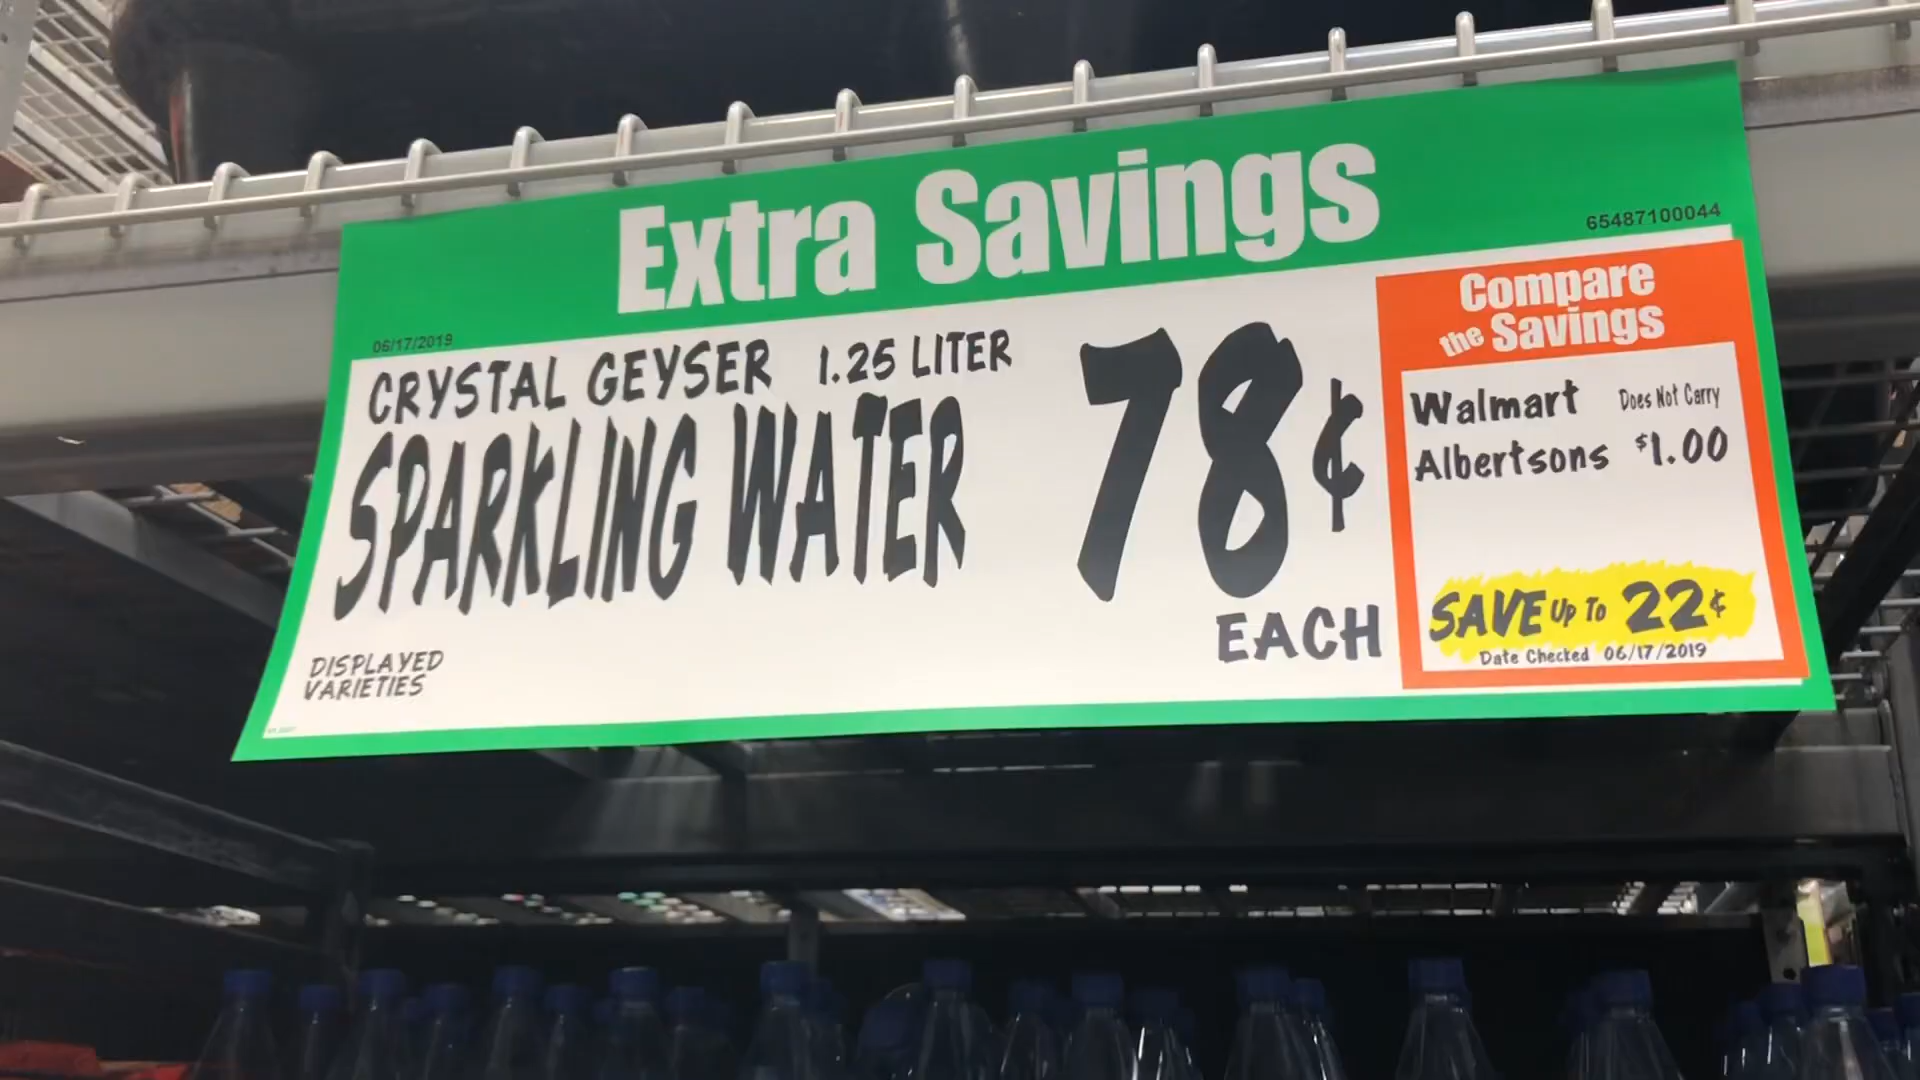 Extra Savings
65487100044
06/17/2019
CRYSTAL GEYSER 1.25 LITER
SPARKLING WATER
78¢
EACH
DISPLAYED
VARIETIES
Compare
the Savings
Walmart Does Not Carry
Albertsons $1.00
SAVE UP TO 22¢
Date Checked 06/17/2019